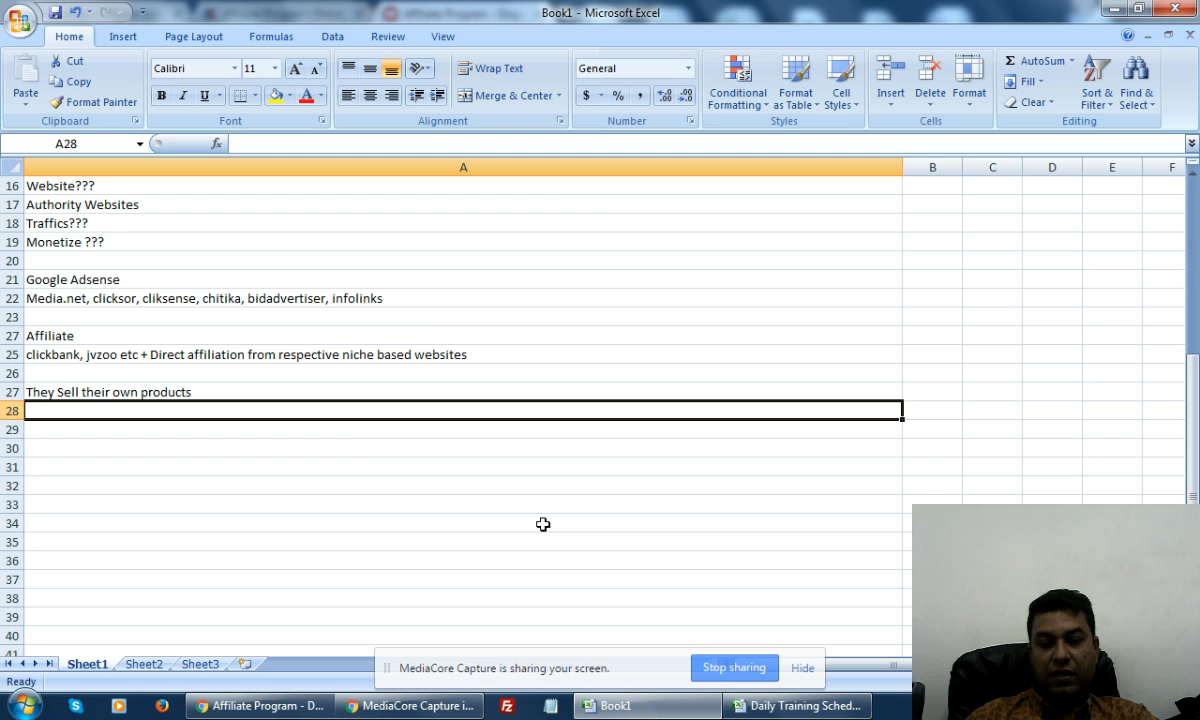 Book1 - Microsoft Excel
Home Insert Page Layout Formulas Data Review View
Paste
Cut
Copy
Format Painter
Clipboard
Calibri 11
B I U
Font
Wrap Text
Merge & Center
Alignment
General
$ % ,
Number
Conditional Formatting
Format as Table
Cell Styles
Styles
Insert Delete Format
Cells
Σ AutoSum
Fill
Clear
Sort & Filter
Find & Select
Editing
A28 fx
A B C D E F
16 Website???
17 Authority Websites
18 Traffics???
19 Monetize ???
20
21 Google Adsense
22 Media.net, clicksor, cliksense, chitika, bidadvertiser, infolinks
23
27 Affiliate
25 clickbank, jvzoo etc + Direct affiliation from respective niche based websites
26
27 They Sell their own products
28
29
30
31
32
33
34
35
36
37
38
39
40
41
Sheet1 Sheet2 Sheet3
MediaCore Capture is sharing your screen. Stop sharing Hide
Ready
Affiliate Program - D... MediaCore Capture i... Book1 Daily Training Sched...